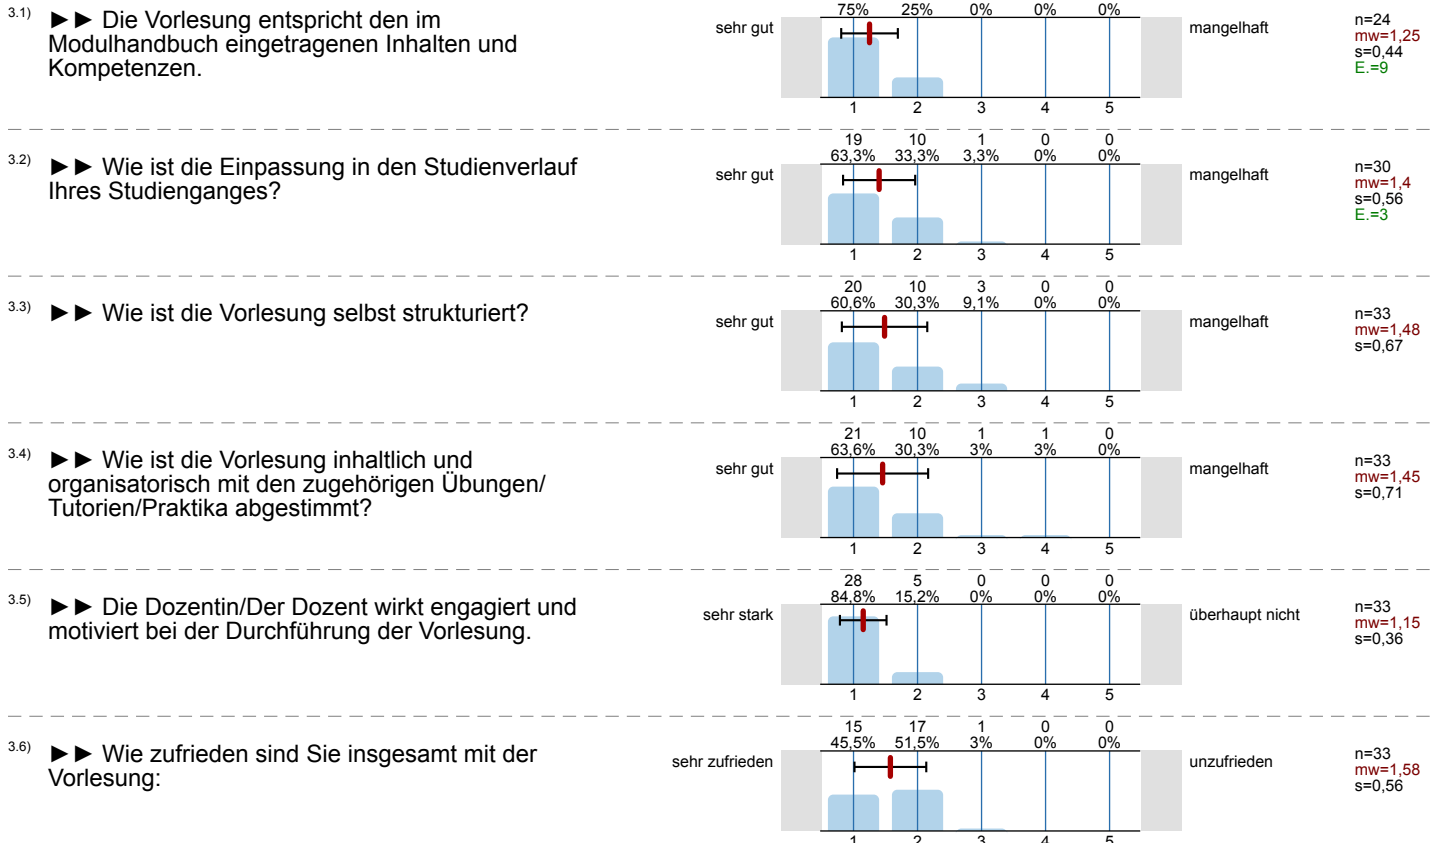 75% 25% 0% 0% 0%
3.1) ►► Die Vorlesung entspricht den im
Modulhandbuch eingetragenen Inhalten und
Kompetenzen.
sehr gut
mangelhaft
n=24
mw=1,25
s=0,44
E.=9
1 2 3 4 5
19 10 1 0 0
63,3% 33,3% 3,3% 0% 0%
3.2) ►► Wie ist die Einpassung in den Studienverlauf
Ihres Studienganges?
sehr gut
mangelhaft
n=30
mw=1,4
s=0,56
E.=3
1 2 3 4 5
20 10 3 0 0
60,6% 30,3% 9,1% 0% 0%
3.3) ►► Wie ist die Vorlesung selbst strukturiert?
sehr gut
mangelhaft
n=33
mw=1,48
s=0,67
1 2 3 4 5
21 10 1 1 0
63,6% 30,3% 3% 3% 0%
3.4) ►► Wie ist die Vorlesung inhaltlich und
organisatorisch mit den zugehörigen Übungen/
Tutorien/Praktika abgestimmt?
sehr gut
mangelhaft
n=33
mw=1,45
s=0,71
1 2 3 4 5
28 5 0 0 0
84,8% 15,2% 0% 0% 0%
3.5) ►► Die Dozentin/Der Dozent wirkt engagiert und
motiviert bei der Durchführung der Vorlesung.
sehr stark
überhaupt nicht
n=33
mw=1,15
s=0,36
1 2 3 4 5
15 17 1 0 0
45,5% 51,5% 3% 0% 0%
3.6) ►► Wie zufrieden sind Sie insgesamt mit der
Vorlesung:
sehr zufrieden
unzufrieden
n=33
mw=1,58
s=0,56
1 2 3 4 5